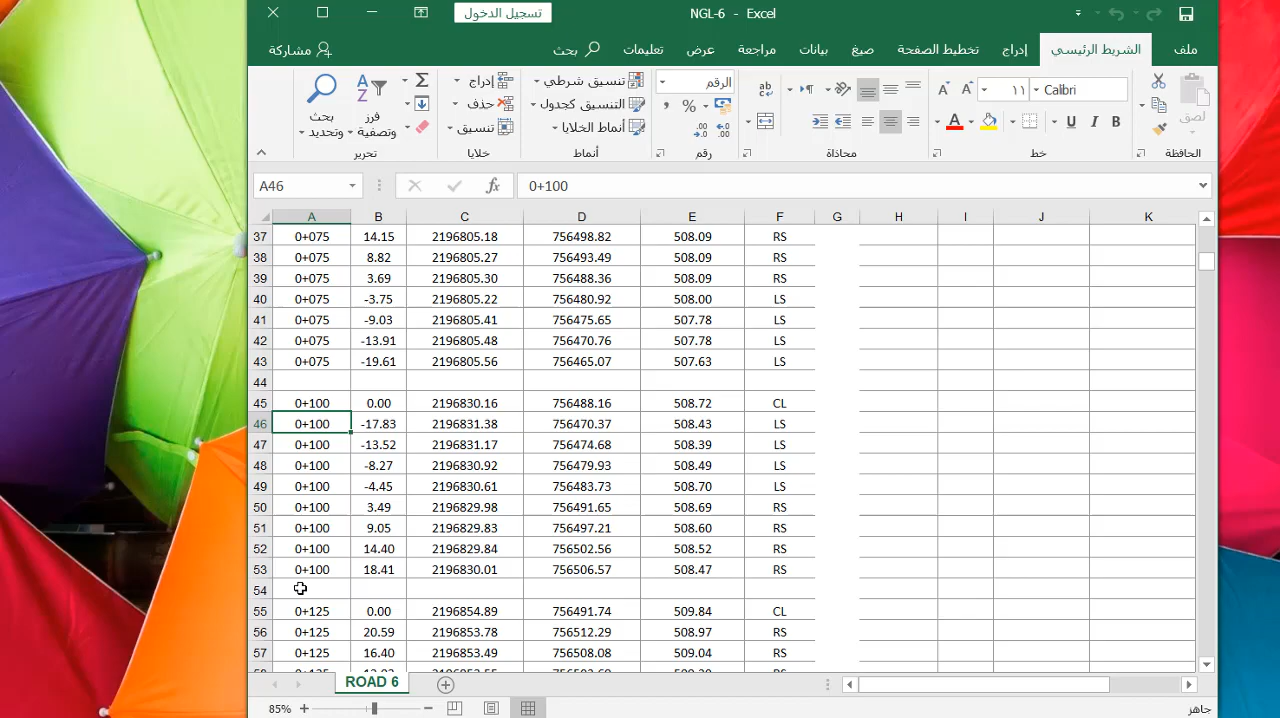 تسجيل الدخول
NGL-6 - Excel
ملف الشريط الرئيسي إدراج تخطيط الصفحة صيغ بيانات مراجعة عرض تعليمات بحث مشاركة
لصق
الحافظة
Calibri ١١
B I U
خط
محاذاة
الرقم
%
رقم
تنسيق شرطي
التنسيق كجدول
أنماط الخلايا
أنماط
إدراج
حذف
تنسيق
خلايا
فرز
وتصفية
بحث
وتحديد
تحرير
A46 fx 0+100
A B C D E F G H I J K
37 0+075 14.15 2196805.18 756498.82 508.09 RS
38 0+075 8.82 2196805.27 756493.49 508.09 RS
39 0+075 3.69 2196805.30 756488.36 508.09 RS
40 0+075 -3.75 2196805.22 756480.92 508.00 LS
41 0+075 -9.03 2196805.41 756475.65 507.78 LS
42 0+075 -13.91 2196805.48 756470.76 507.78 LS
43 0+075 -19.61 2196805.56 756465.07 507.63 LS
44
45 0+100 0.00 2196830.16 756488.16 508.72 CL
46 0+100 -17.83 2196831.38 756470.37 508.43 LS
47 0+100 -13.52 2196831.17 756474.68 508.39 LS
48 0+100 -8.27 2196830.92 756479.93 508.49 LS
49 0+100 -4.45 2196830.61 756483.73 508.70 LS
50 0+100 3.49 2196829.98 756491.65 508.69 RS
51 0+100 9.05 2196829.83 756497.21 508.60 RS
52 0+100 14.40 2196829.84 756502.56 508.52 RS
53 0+100 18.41 2196830.01 756506.57 508.47 RS
54
55 0+125 0.00 2196854.89 756491.74 509.84 CL
56 0+125 20.59 2196853.78 756512.29 508.97 RS
57 0+125 16.40 2196853.49 756508.08 509.04 RS
ROAD 6
85%
جاهز